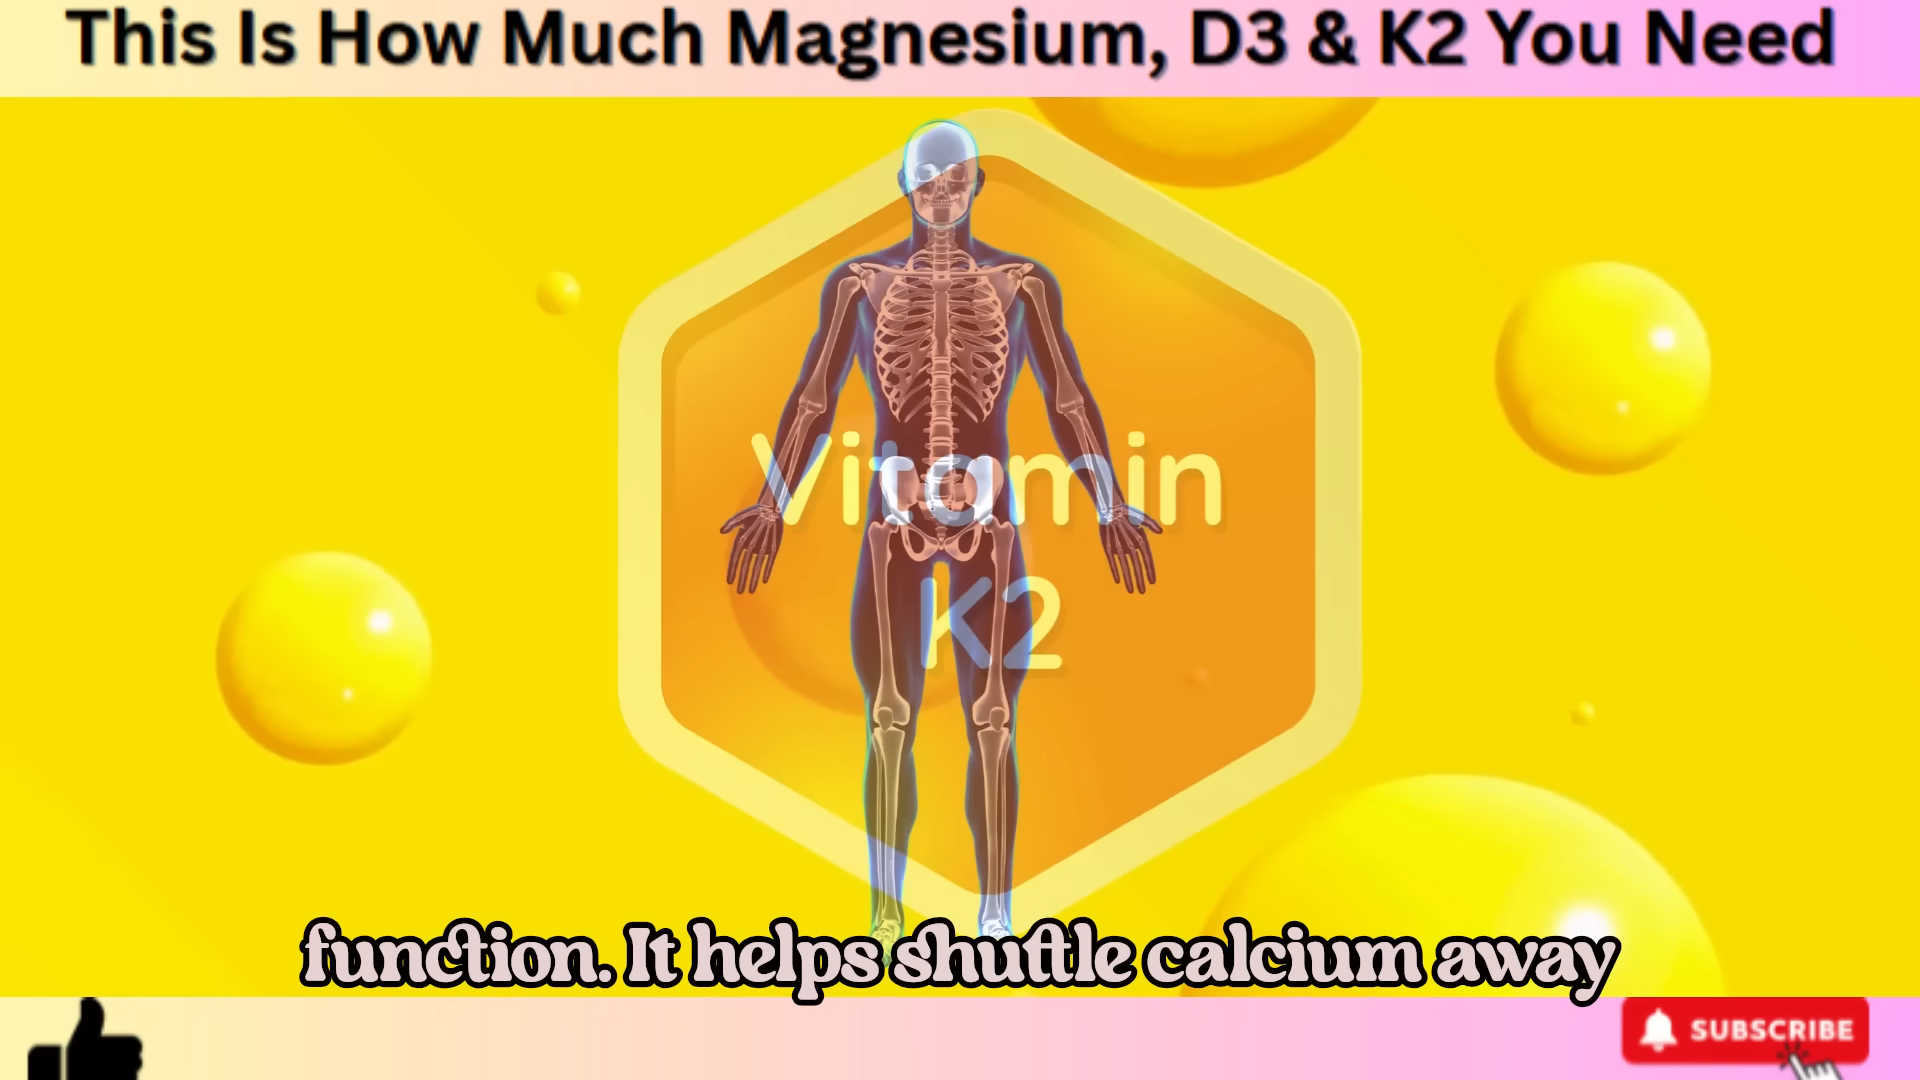 This Is How Much Magnesium, D3 & K2 You Need
Vitamin
K2
function. It helps shuttle calcium away
SUBSCRIBE